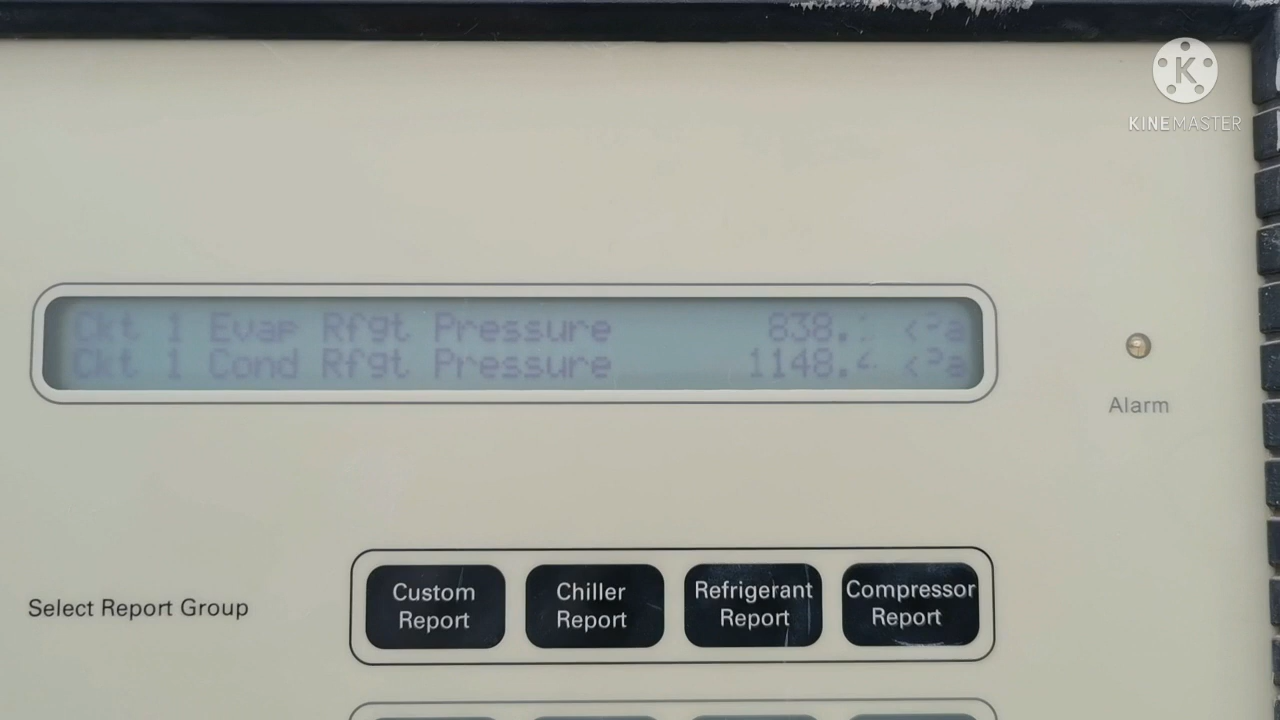 KINEMASTER
Ckt 1 Evap Rfgt Pressure 838.
Ckt 1 Cond Rfgt Pressure 1148.4
Alarm
Select Report Group
Custom Report
Chiller Report
Refrigerant Report
Compressor Report